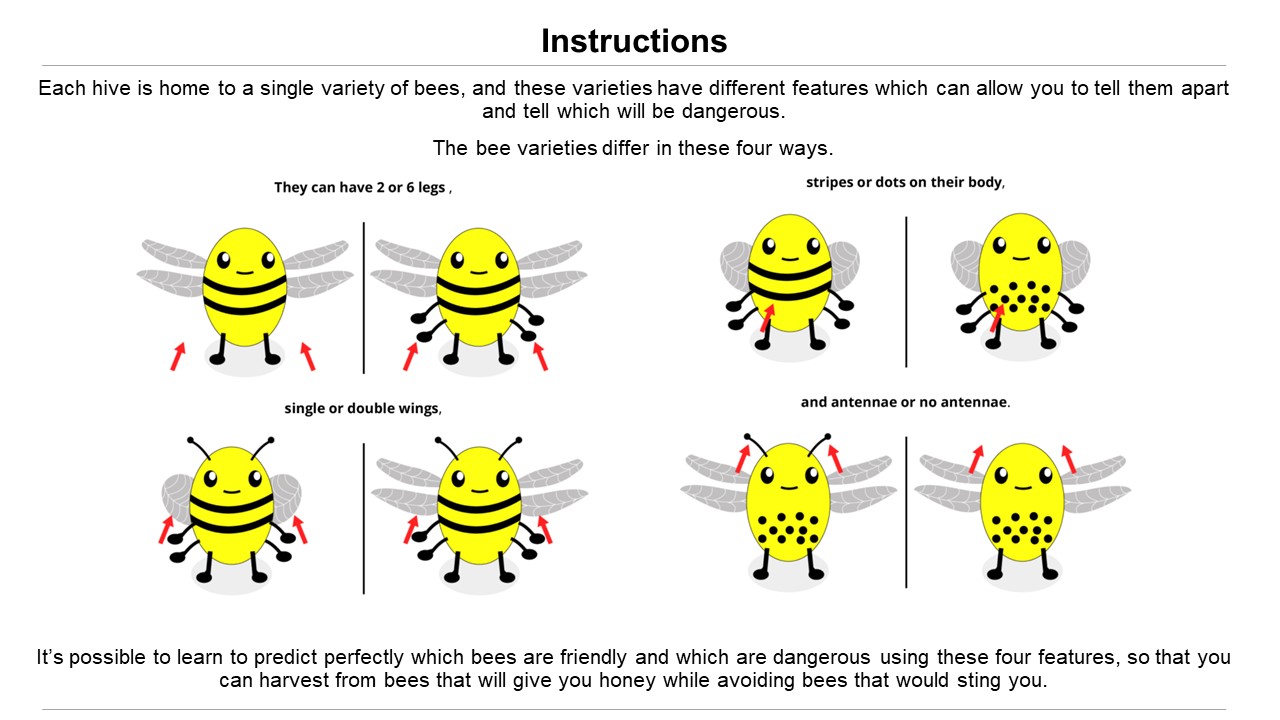 Instructions
Each hive is home to a single variety of bees, and these varieties have different features which can allow you to tell them apart
and tell which will be dangerous.
The bee varieties differ in these four ways.
They can have 2 or 6 legs ,
stripes or dots on their body,
single or double wings,
and antennae or no antennae.
It’s possible to learn to predict perfectly which bees are friendly and which are dangerous using these four features, so that you
can harvest from bees that will give you honey while avoiding bees that would sting you.